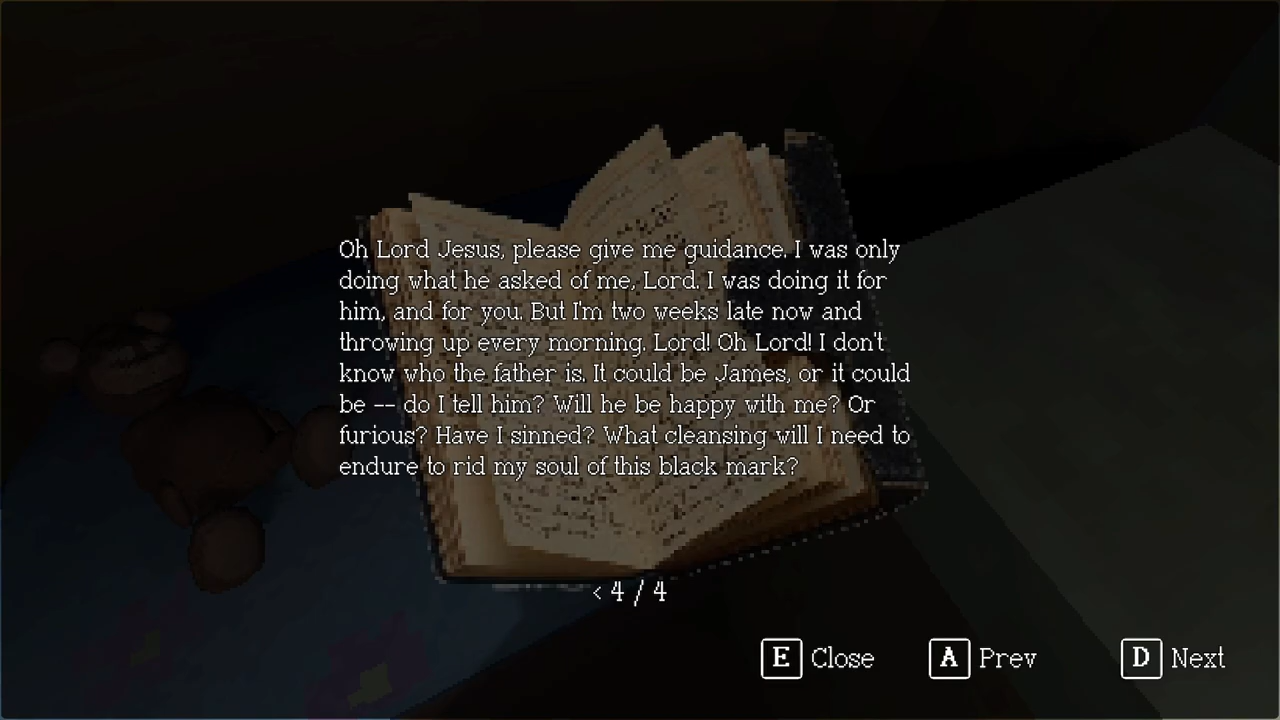 Oh Lord Jesus, please give me guidance. I was only
doing what he asked of me, Lord. I was doing it for
him, and for you. But I'm two weeks late now and
throwing up every morning. Lord! Oh Lord! I don't
know who the father is. It could be James, or it could
be -- do I tell him? Will he be happy with me? Or
furious? Have I sinned? What cleansing will I need to
endure to rid my soul of this black mark?
< 4 / 4
E Close A Prev D Next